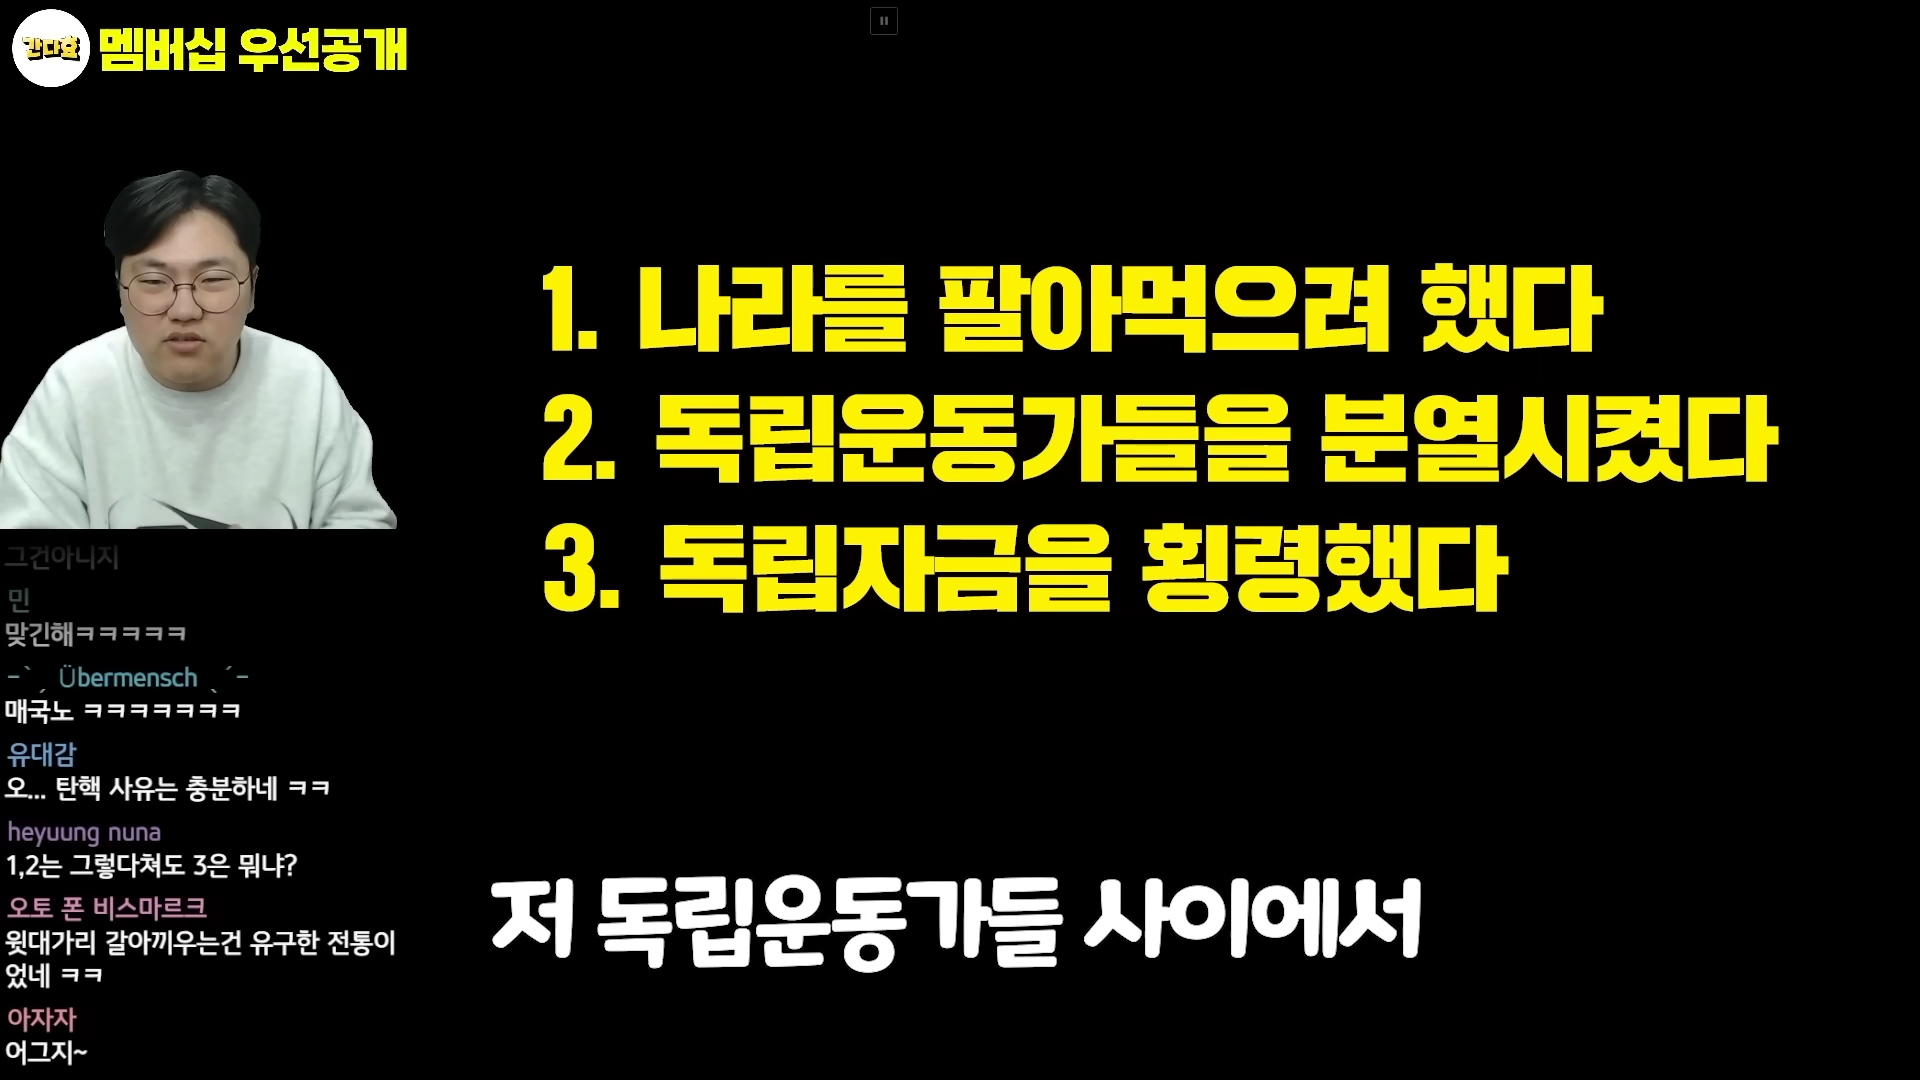 간다효
멤버십 우선공개
1. 나라를 팔아먹으려 했다
2. 독립운동가들을 분열시켰다
3. 독립자금을 횡령했다
그건아니지
민
맞긴해ㅋㅋㅋㅋㅋ
-`¸ Übermensch ¸´-
매국노 ㅋㅋㅋㅋㅋㅋㅋ
유대감
오... 탄핵 사유는 충분하네 ㅋㅋ
heyuung nuna
1,2는 그렇다쳐도 3은 뭐냐?
오토 폰 비스마르크
윗대가리 갈아끼우는건 유구한 전통이
었네 ㅋㅋ
아자자
어그지~
저 독립운동가들 사이에서